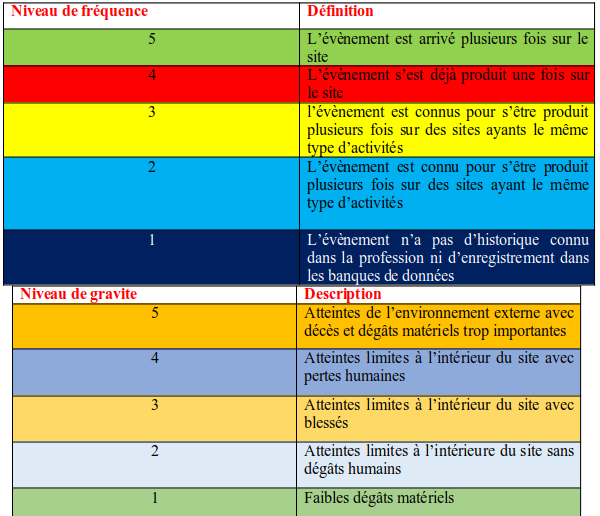 Niveau de fréquence Définition
5 L’évènement est arrivé plusieurs fois sur le
site
4 L’évènement s’est déjà produit une fois sur
le site
3 l’évènement est connus pour s’être produit
plusieurs fois sur des sites ayants le même
type d’activités
2 L’évènement est connu pour s’être produit
plusieurs fois sur des sites ayant le même
type d’activités
1 L’évènement n’a pas d’historique connu
dans la profession ni d’enregistrement dans
les banques de données
Niveau de gravite Description
5 Atteintes de l’environnement externe avec
décès et dégâts matériels trop importantes
4 Atteintes limites à l’intérieur du site avec
pertes humaines
3 Atteintes limites à l’intérieur du site avec
blessés
2 Atteintes limites à l’intérieure du site sans
dégâts humains
1 Faibles dégâts matériels